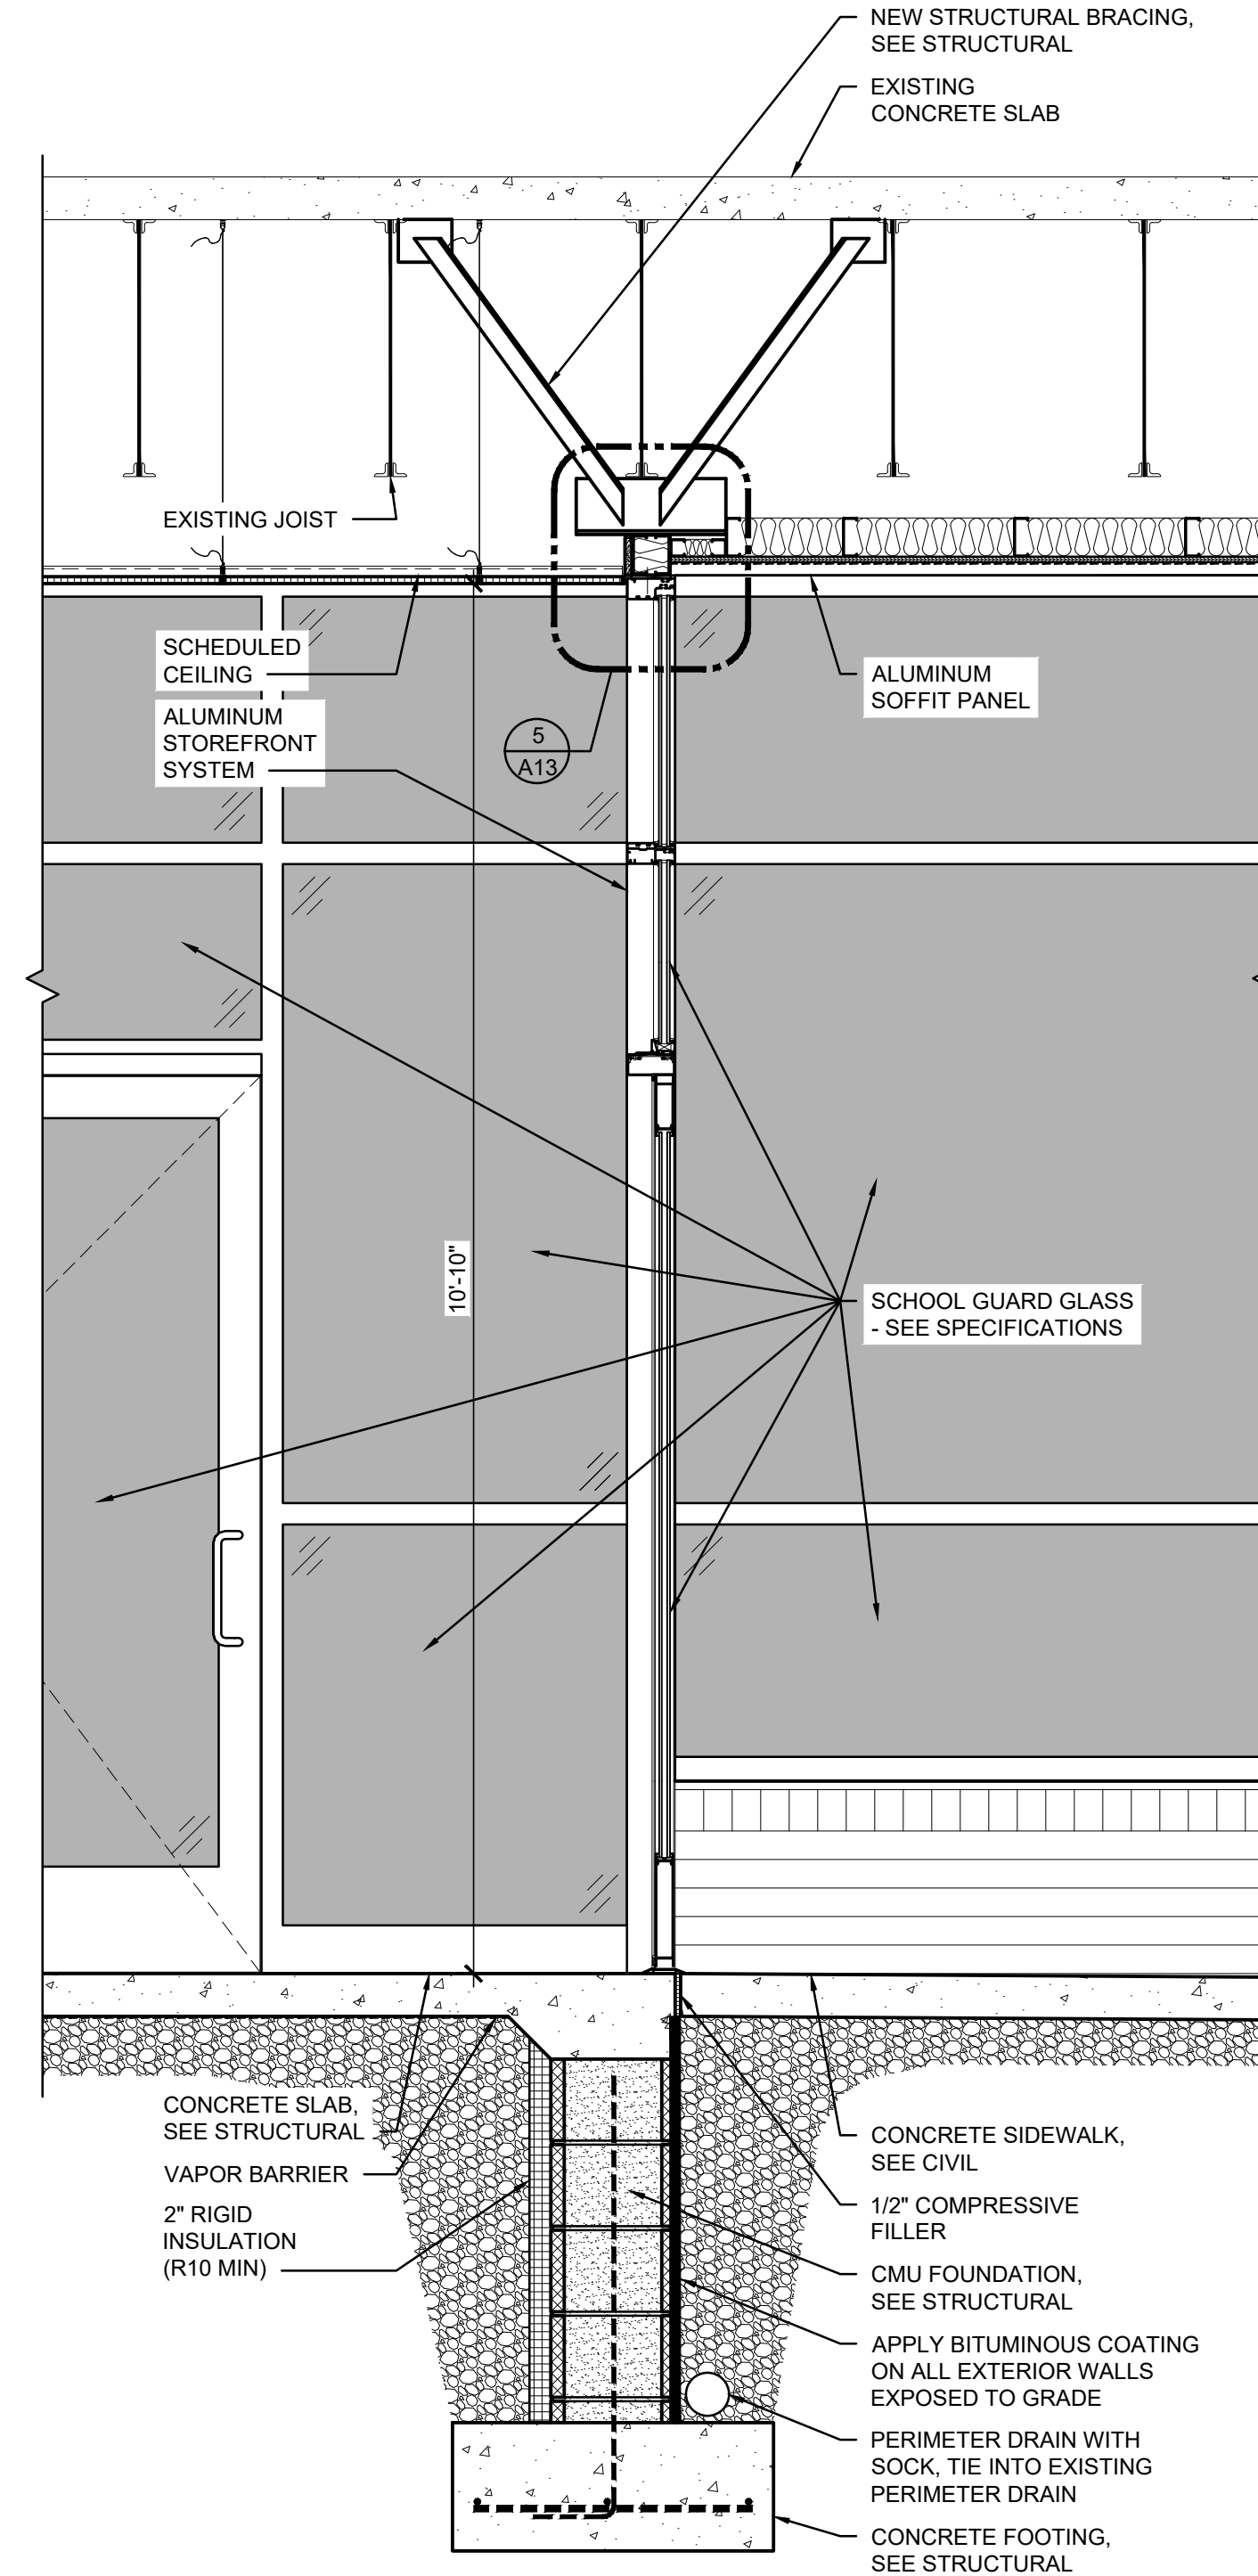 NEW STRUCTURAL BRACING,
SEE STRUCTURAL
EXISTING
CONCRETE SLAB
EXISTING JOIST
SCHEDULED
CEILING
ALUMINUM
STOREFRONT
SYSTEM
5
A13
ALUMINUM
SOFFIT PANEL
10'-10"
SCHOOL GUARD GLASS
- SEE SPECIFICATIONS
CONCRETE SLAB,
SEE STRUCTURAL
VAPOR BARRIER
2" RIGID
INSULATION
(R10 MIN)
CONCRETE SIDEWALK,
SEE CIVIL
1/2" COMPRESSIVE
FILLER
CMU FOUNDATION,
SEE STRUCTURAL
APPLY BITUMINOUS COATING
ON ALL EXTERIOR WALLS
EXPOSED TO GRADE
PERIMETER DRAIN WITH
SOCK, TIE INTO EXISTING
PERIMETER DRAIN
CONCRETE FOOTING,
SEE STRUCTURAL